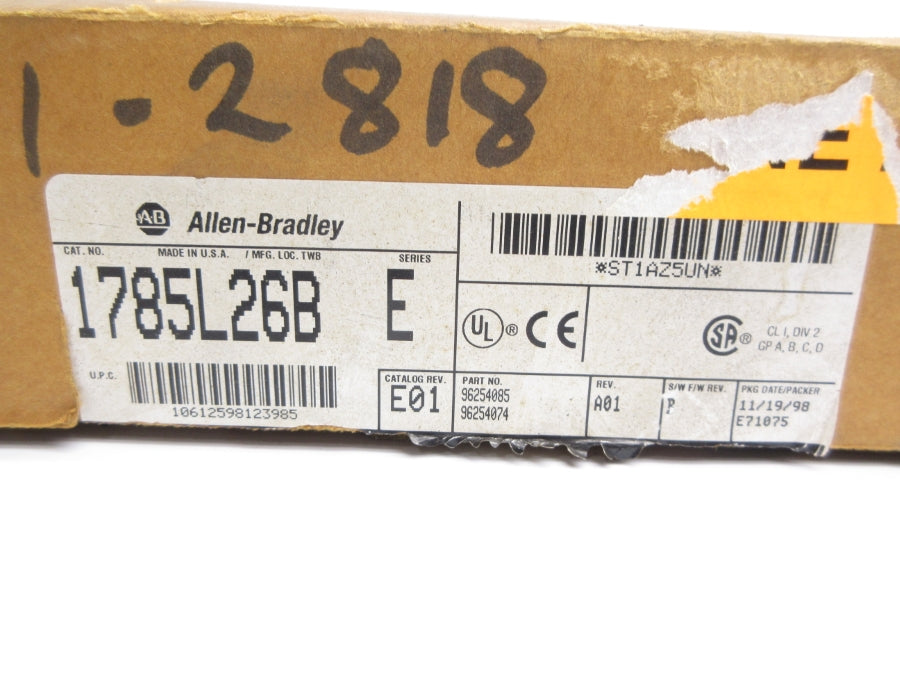 1-2818
A-B Allen-Bradley
CAT. NO. MADE IN U.S.A. / MFG. LOC. TWB SERIES
1785L26B E
U.P.C.
10612598123985
CATALOG REV.
E01
*ST1AZ5UN*
UL ® CE
SA ® CL I, DIV 2
GP A, B, C, D
PART NO.
96254085
96254074
REV.
A01
S/W F/W REV.
P
PKG DATE/PACKER
11/19/98
E71075